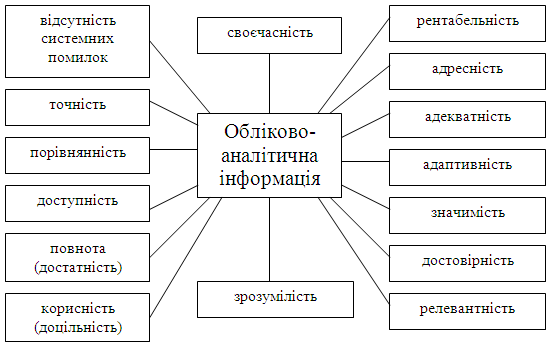 відсутність
системних
помилок
точність
порівнянність
доступність
повнота
(достатність)
корисність
(доцільність)
своєчасність
Обліково-
аналітична
інформація
зрозумілість
рентабельність
адресність
адекватність
адаптивність
значимість
достовірність
релевантність